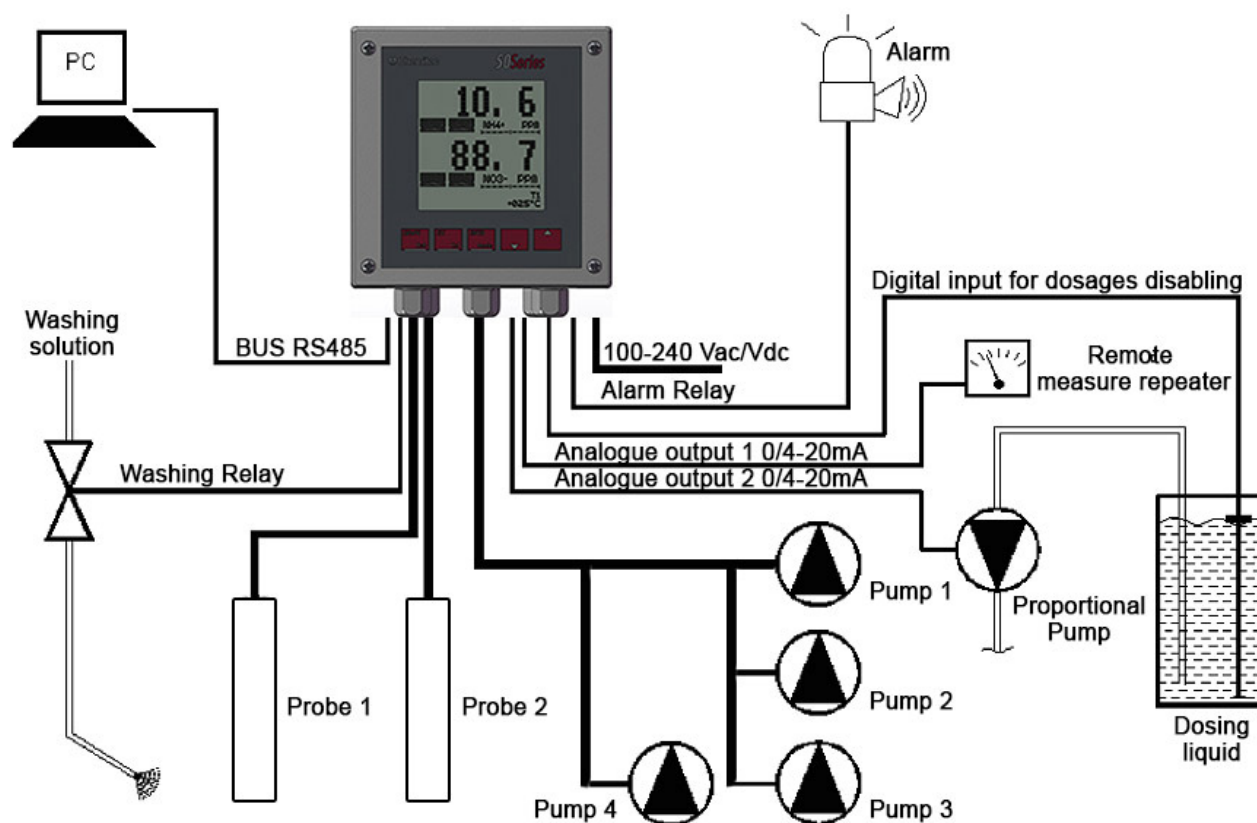 PC
50Series
10. 6
NH4+ PPB
88. 7
NO3- PPB
T1
+025°C
Alarm
Washing
solution
BUS RS485
100-240 Vac/Vdc
Alarm Relay
Digital input for dosages disabling
Remote
measure repeater
Analogue output 1 0/4-20mA
Analogue output 2 0/4-20mA
Washing Relay
Proportional
Pump
Dosing
liquid
Probe 1
Probe 2
Pump 1
Pump 2
Pump 3
Pump 4